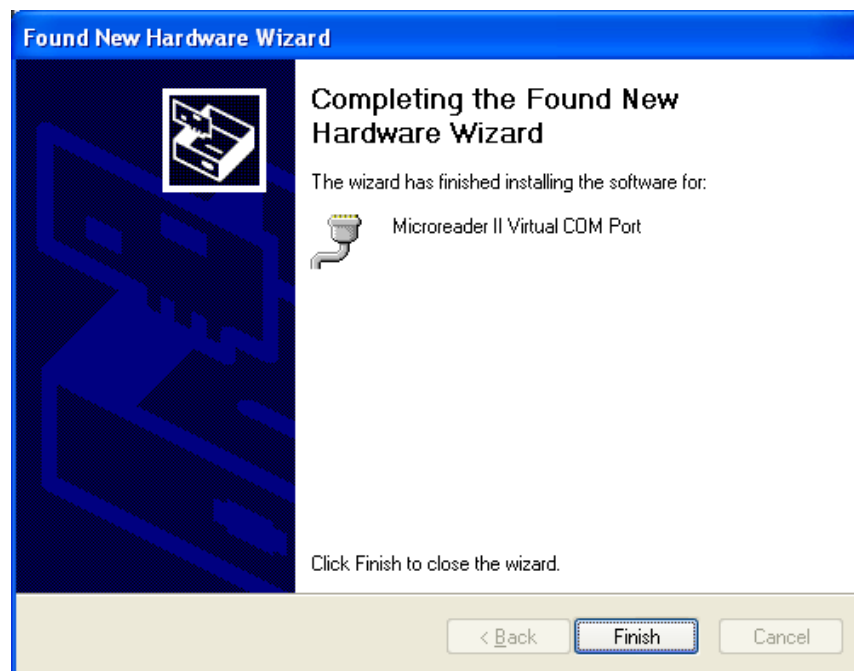 Found New Hardware Wizard
Completing the Found New
Hardware Wizard
The wizard has finished installing the software for:
Microreader II Virtual COM Port
Click Finish to close the wizard.
< Back Finish Cancel